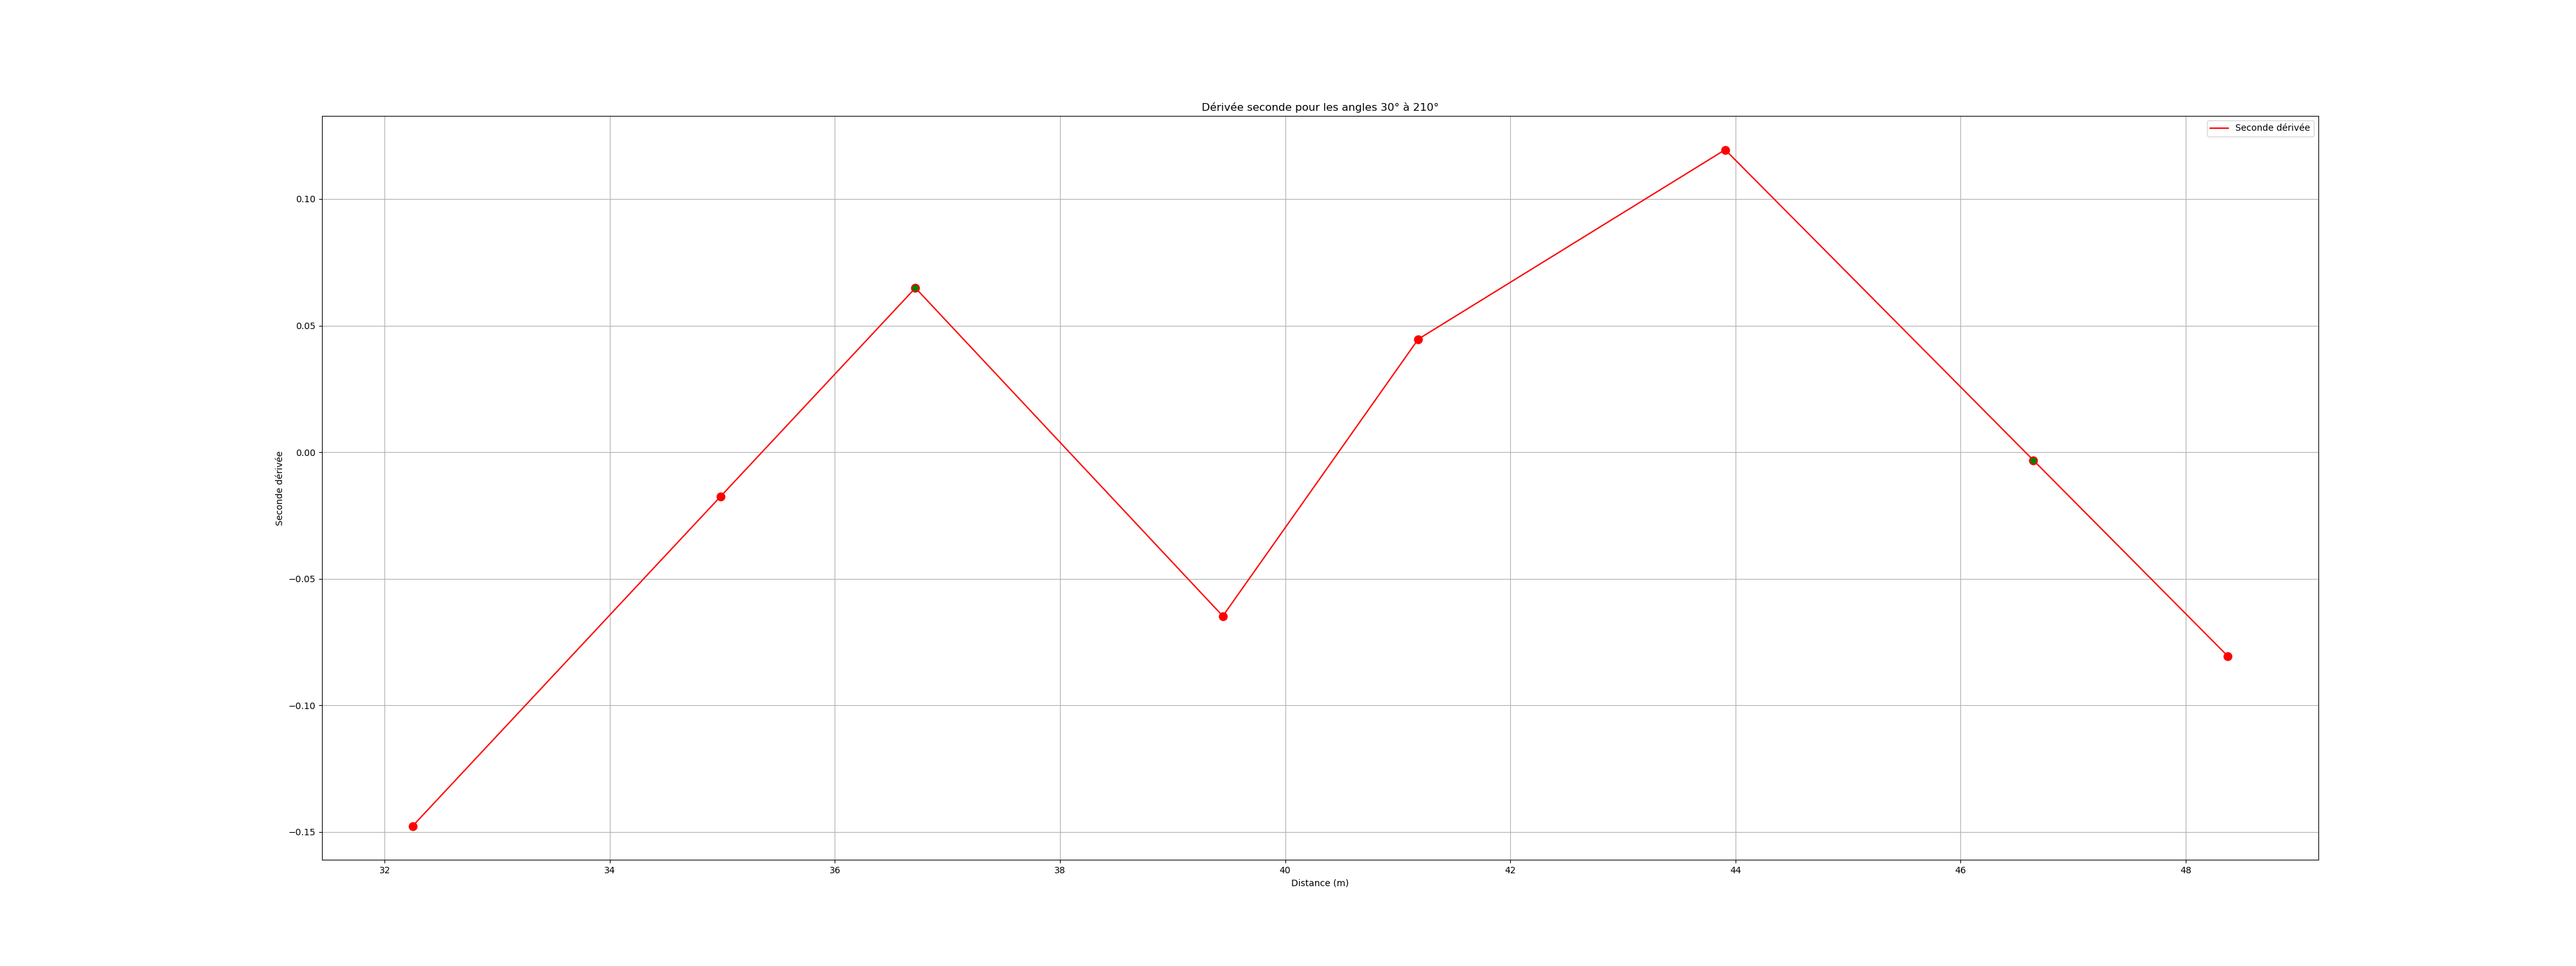 Dérivée seconde pour les angles 30° à 210°
Seconde dérivée
0.10
0.05
0.00
−0.05
−0.10
−0.15
Seconde dérivée
32 34 36 38 40 42 44 46 48
Distance (m)